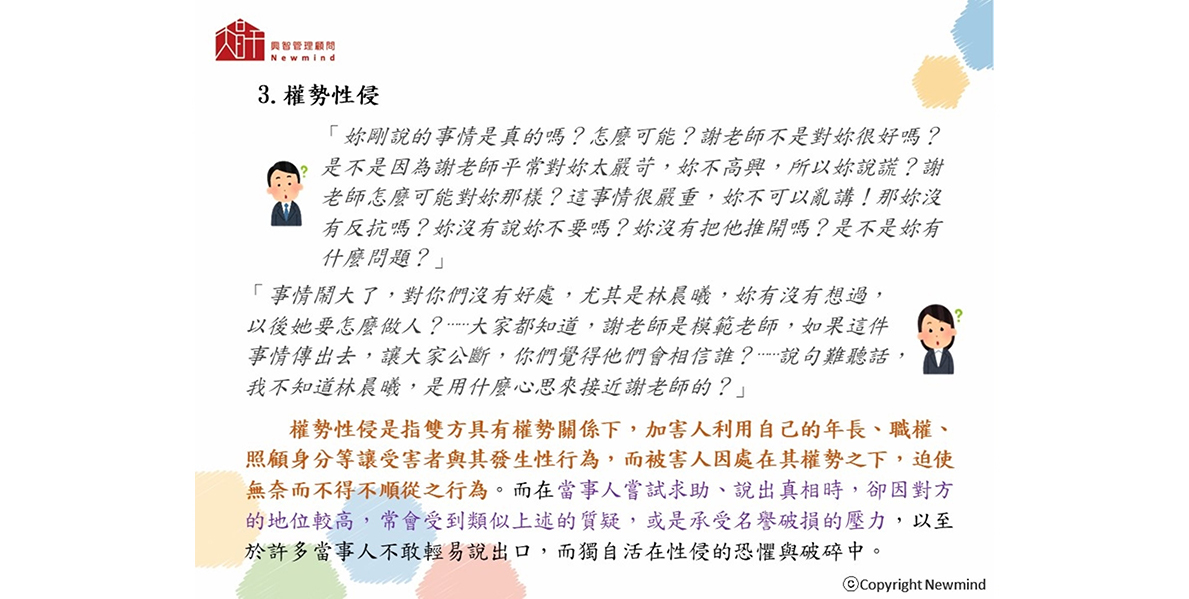 興智管理顧問
Newmind
3. 權勢性侵
「妳剛說的事情是真的嗎？怎麼可能？謝老師不是對妳很好嗎？
是不是因為謝老師平常對妳太嚴苛，妳不高興，所以妳說謊？謝
老師怎麼可能對妳那樣？這事情很嚴重，妳不可以亂講！那妳沒
有反抗嗎？妳沒有說妳不要嗎？妳沒有把他推開嗎？是不是妳有
什麼問題？」
「事情鬧大了，對你們沒有好處，尤其是林晨曦，妳有沒有想過，
以後她要怎麼做人？……大家都知道，謝老師是模範老師，如果這件
事情傳出去，讓大家公斷，你們覺得他們會相信誰？……說句難聽話，
我不知道林晨曦，是用什麼心思來接近謝老師的？」
權勢性侵是指雙方具有權勢關係下，加害人利用自己的年長、職權、
照顧身分等讓受害者與其發生性行為，而被害人因處在其權勢之下，迫使
無奈而不得不順從之行為。而在當事人嘗試求助、說出真相時，卻因對方
的地位較高，常會受到類似上述的質疑，或是承受名譽破損的壓力，以至
於許多當事人不敢輕易說出口，而獨自活在性侵的恐懼與破碎中。
ⓒCopyright Newmind